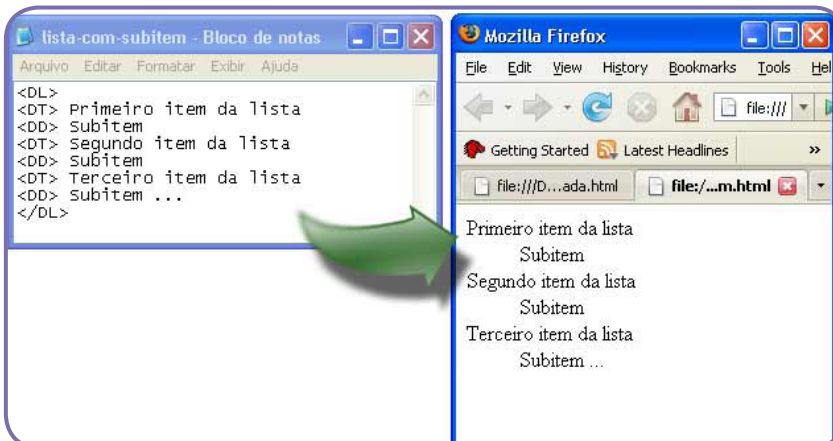 lista-com-subitem - Bloco de notas
Arquivo Editar Formatar Exibir Ajuda
<DL>
<DT> Primeiro item da lista
<DD> Subitem
<DT> Segundo item da lista
<DD> Subitem
<DT> Terceiro item da lista
<DD> Subitem ...
</DL>
Mozilla Firefox
File Edit View History Bookmarks Tools Hel
file:///
Getting Started Latest Headlines »
file:///D...ada.html file:/...m.html
Primeiro item da lista
Subitem
Segundo item da lista
Subitem
Terceiro item da lista
Subitem ...